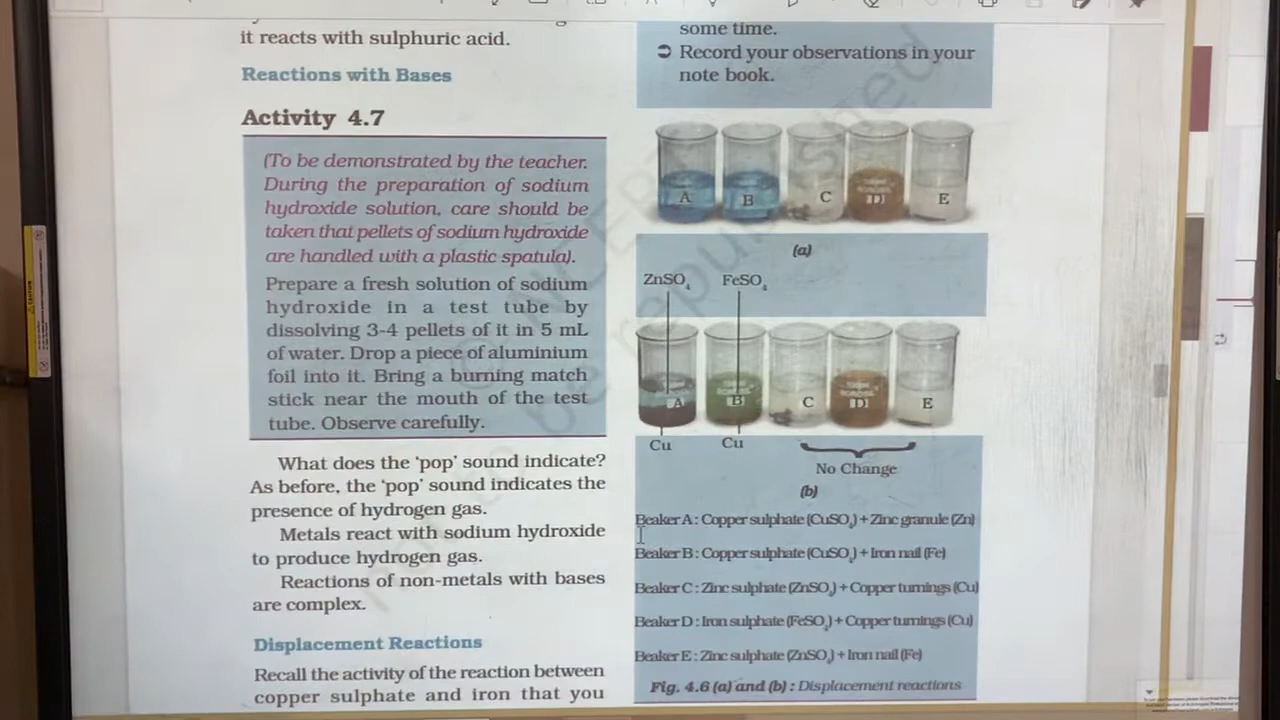 it reacts with sulphuric acid.
Reactions with Bases
Activity 4.7
(To be demonstrated by the teacher.
During the preparation of sodium
hydroxide solution, care should be
taken that pellets of sodium hydroxide
are handled with a plastic spatula).
Prepare a fresh solution of sodium
hydroxide in a test tube by
dissolving 3-4 pellets of it in 5 mL
of water. Drop a piece of aluminium
foil into it. Bring a burning match
stick near the mouth of the test
tube. Observe carefully.
What does the ‘pop’ sound indicate?
As before, the ‘pop’ sound indicates the
presence of hydrogen gas.
Metals react with sodium hydroxide
to produce hydrogen gas.
Reactions of non-metals with bases
are complex.
Displacement Reactions
Recall the activity of the reaction between
copper sulphate and iron that you
some time.
➲ Record your observations in your
note book.
A B C D E
(a)
ZnSO₄ FeSO₄
A B C D E
Cu Cu
No Change
(b)
Beaker A : Copper sulphate (CuSO₄) + Zinc granule (Zn)
Beaker B : Copper sulphate (CuSO₄) + Iron nail (Fe)
Beaker C : Zinc sulphate (ZnSO₄) + Copper turnings (Cu)
Beaker D : Iron sulphate (FeSO₄) + Copper turnings (Cu)
Beaker E : Zinc sulphate (ZnSO₄) + Iron nail (Fe)
Fig. 4.6 (a) and (b) : Displacement reactions